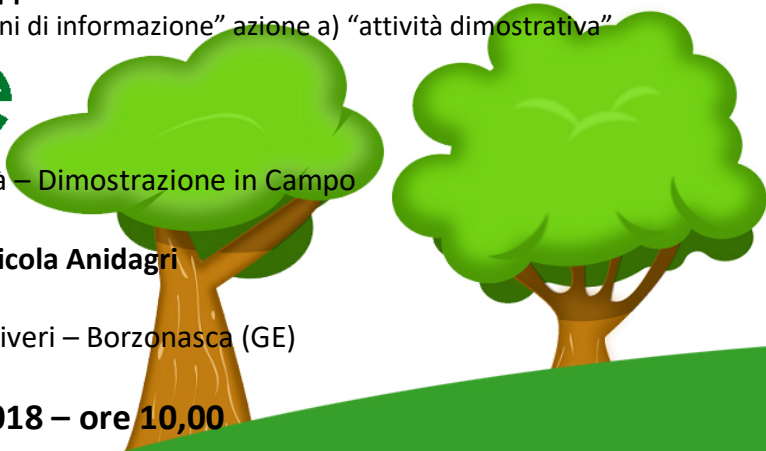 ni di informazione” azione a) “attività dimostrativa”
e
à – Dimostrazione in Campo
icola Anidagri
iveri – Borzonasca (GE)
018 – ore 10,00